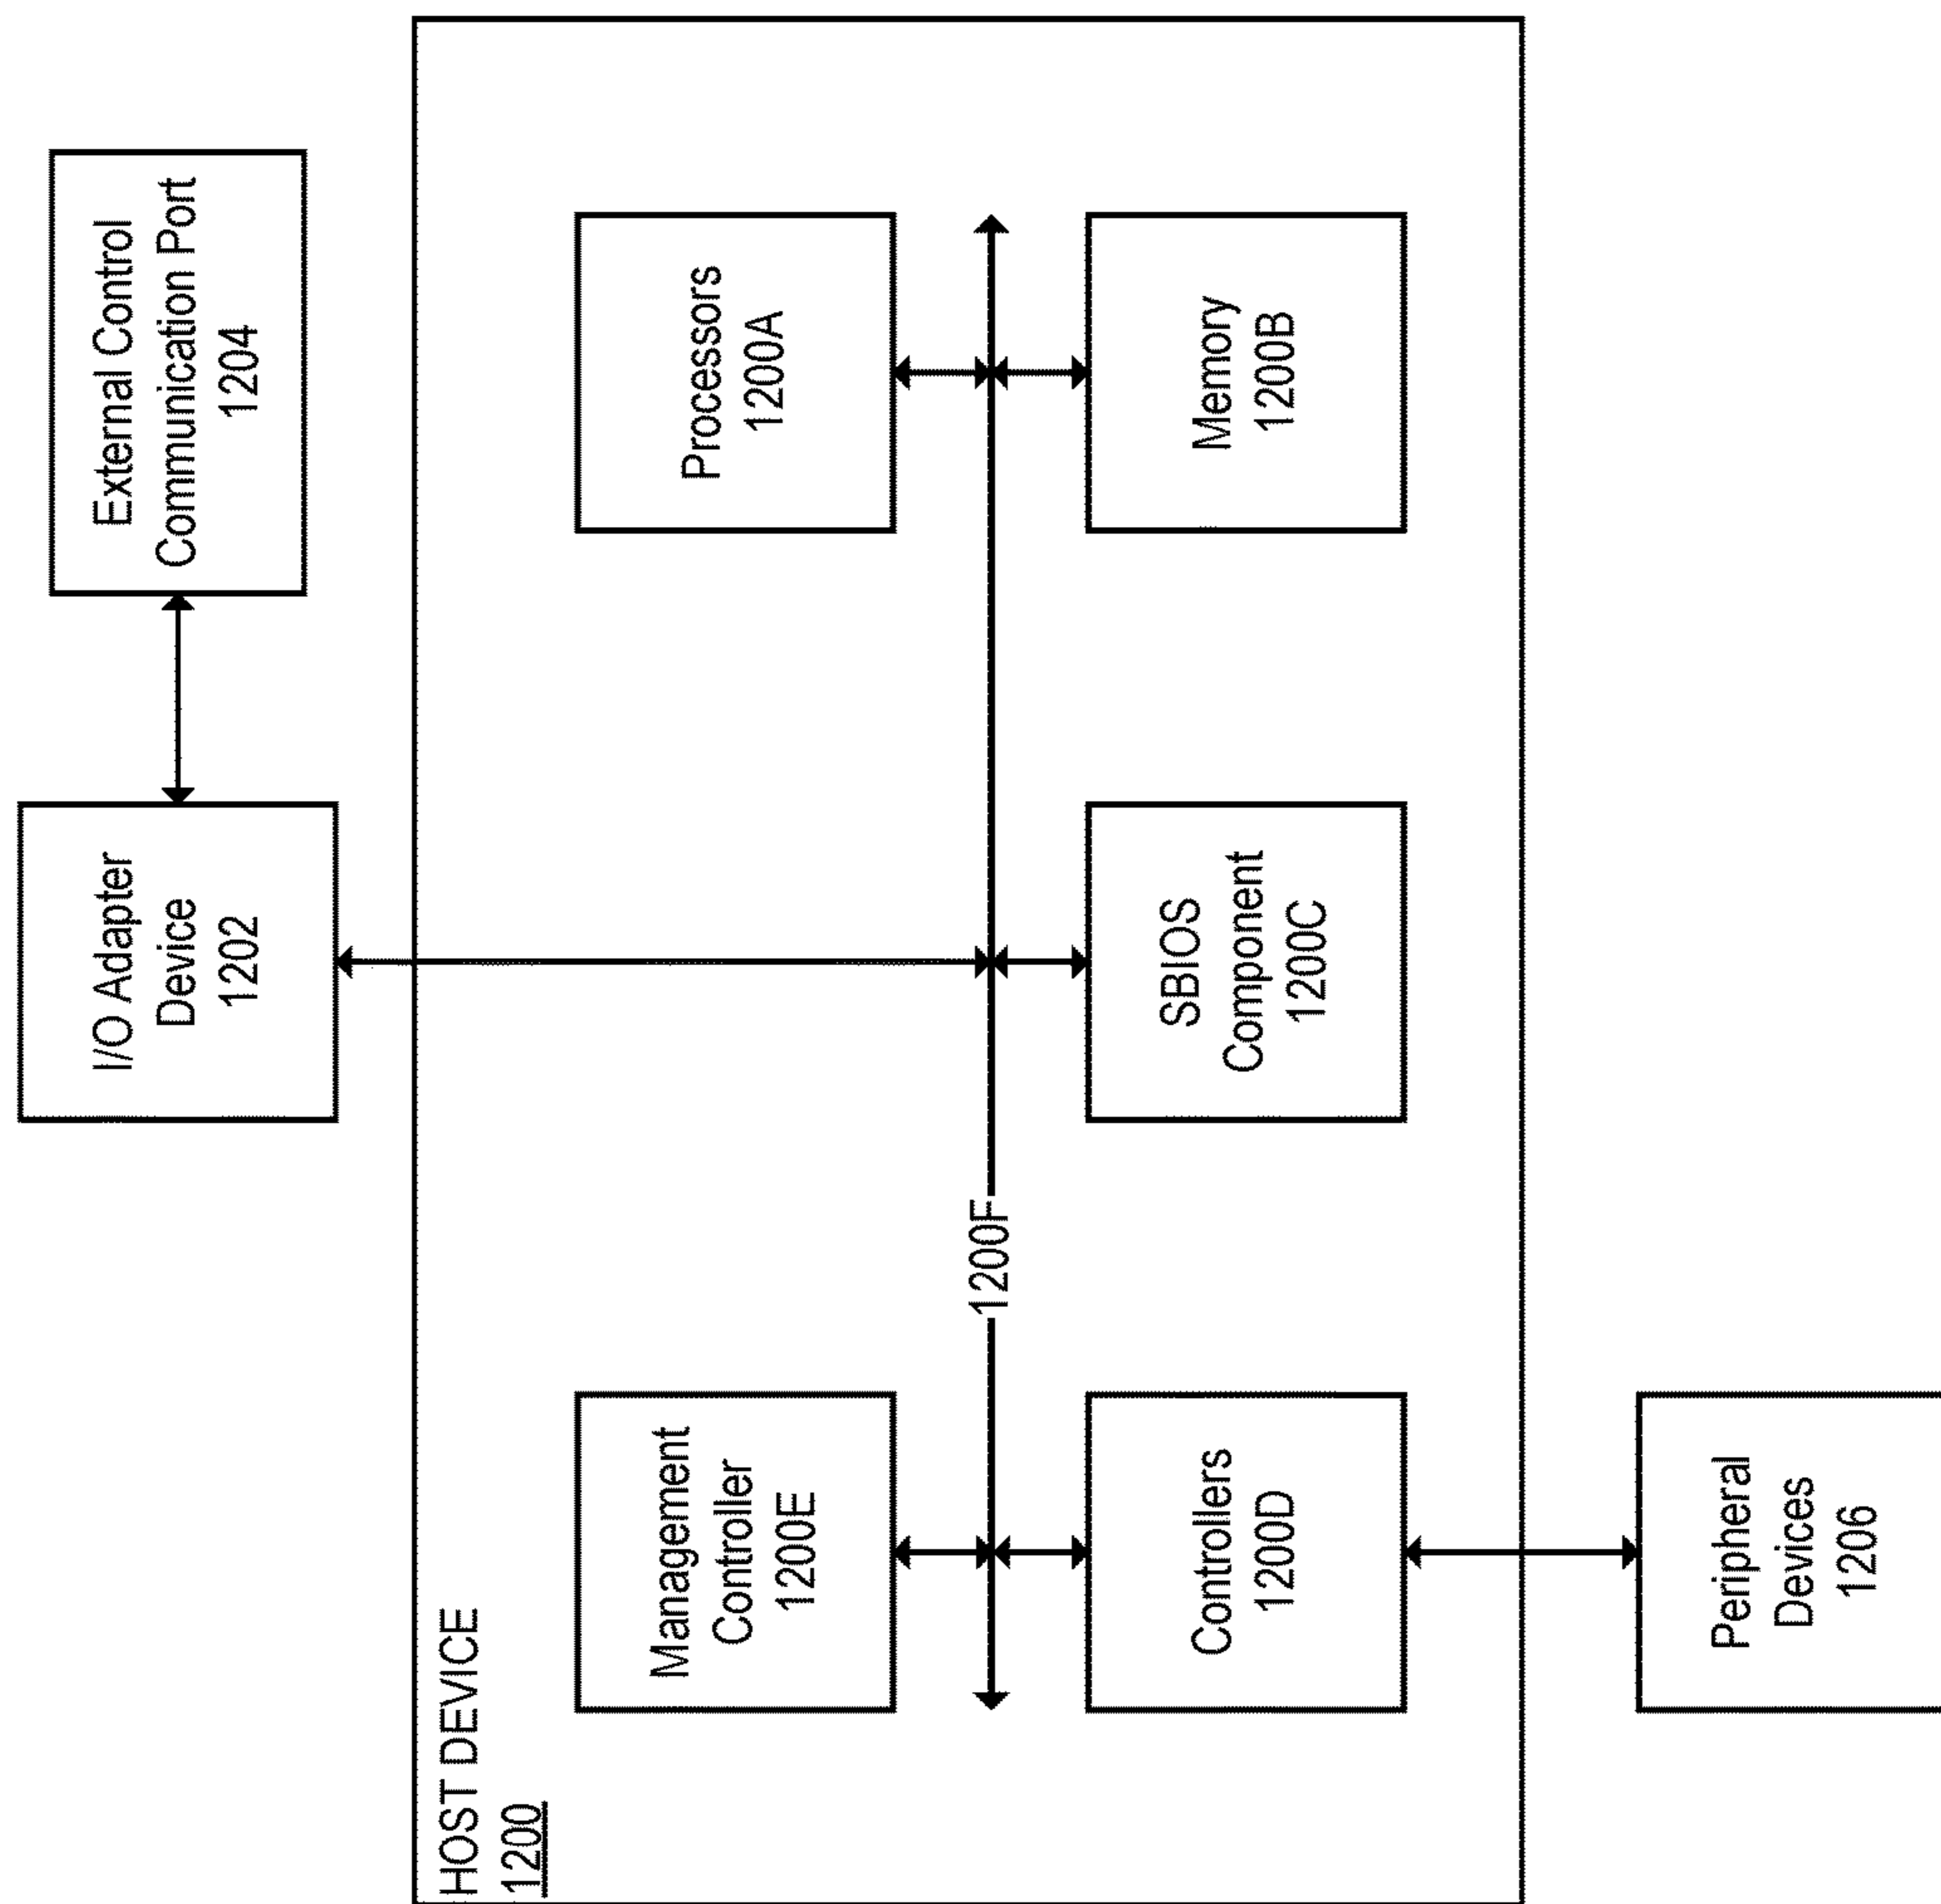 I/O Adapter
Device
1202
External Control
Communication Port
1204
HOST DEVICE
1200
Management
Controller
1200E
Processors
1200A
1200F
Controllers
1200D
SBIOS
Component
1200C
Memory
1200B
Peripheral
Devices
1206